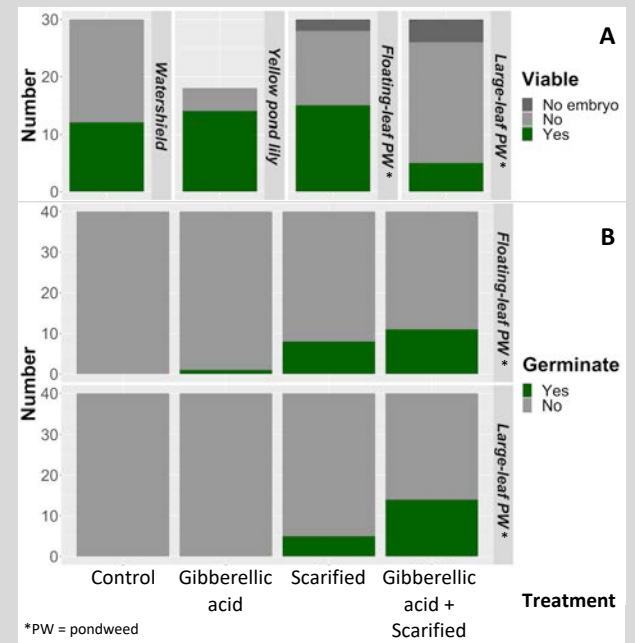 A
Number
30
20
10
0
Watershield
Yellow pond lily
Floating-leaf PW *
Large-leaf PW *
Viable
No embryo
No
Yes
B
Number
40
30
20
10
0
Floating-leaf PW *
40
30
20
10
0
Large-leaf PW *
Germinate
Yes
No
Control
Gibberellic
acid
Scarified
Gibberellic
acid +
Scarified
Treatment
*PW = pondweed